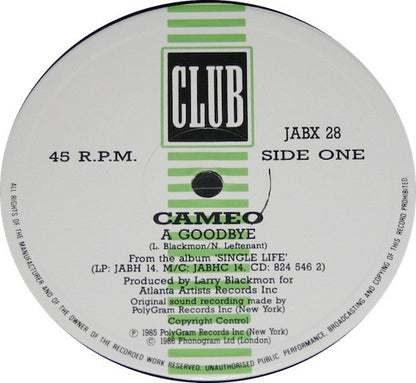 CLUB
JABX 28
45 R.P.M.
SIDE ONE
CAMEO
A GOODBYE
(L. Blackmon/N. Leftenant)
From the album 'SINGLE LIFE'
(LP: JABH 14. M/C: JABHC 14. CD: 824 546 2)
Produced by Larry Blackmon for
Atlanta Artists Records Inc
Original sound recording made by
PolyGram Records Inc (New York)
Copyright Control
℗ 1985 PolyGram Records Inc (New York)
© 1986 Phonogram Ltd (London)
ALL RIGHTS OF THE MANUFACTURER AND OF THE OWNER OF THE RECORDED WORK RESERVED. UNAUTHORISED PUBLIC PERFORMANCE, BROADCASTING AND COPYING OF THIS RECORD PROHIBITED